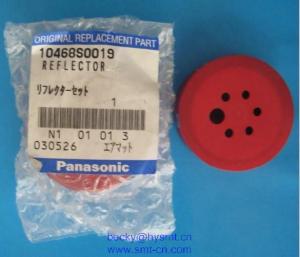 ORIGINAL REPLACEMENT PART
10468S0019
REFLECTOR
リフレクターセット
1
N1 01 01 3
030526 エアマット
Panasonic
becky@hysmt.cn
www.smt-cn.com